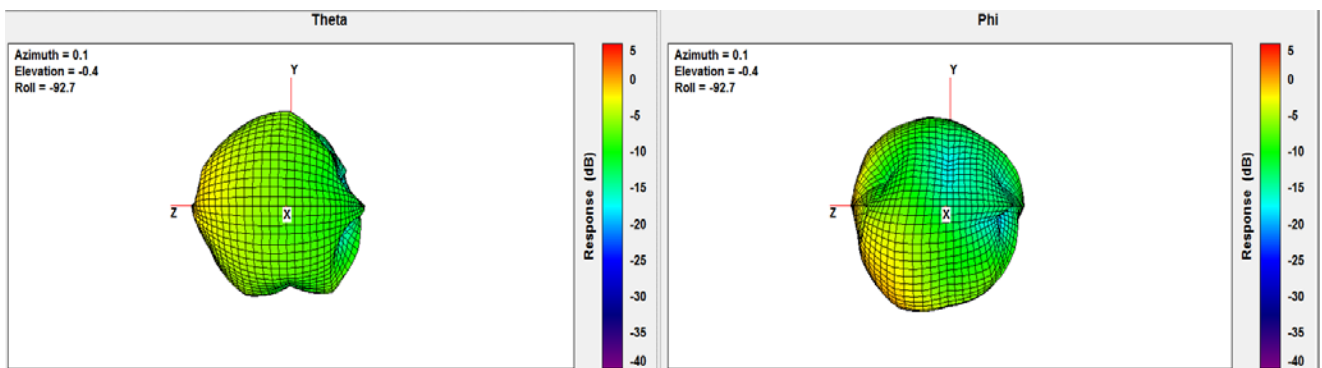 Theta
Azimuth = 0.1
Elevation = -0.4
Roll = -92.7
Y
Z
X
5
0
-5
-10
-15
-20
-25
-30
-35
-40
Response (dB)
Phi
Azimuth = 0.1
Elevation = -0.4
Roll = -92.7
Y
Z
X
5
0
-5
-10
-15
-20
-25
-30
-35
-40
Response (dB)